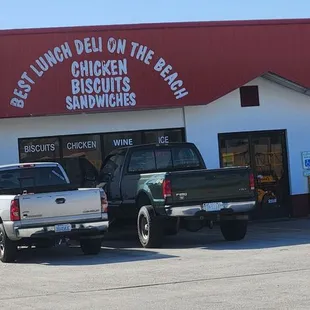 BEST LUNCH DELI ON THE BEACH
CHICKEN
BISCUITS
SANDWICHES
BISCUITS CHICKEN WINE ICE